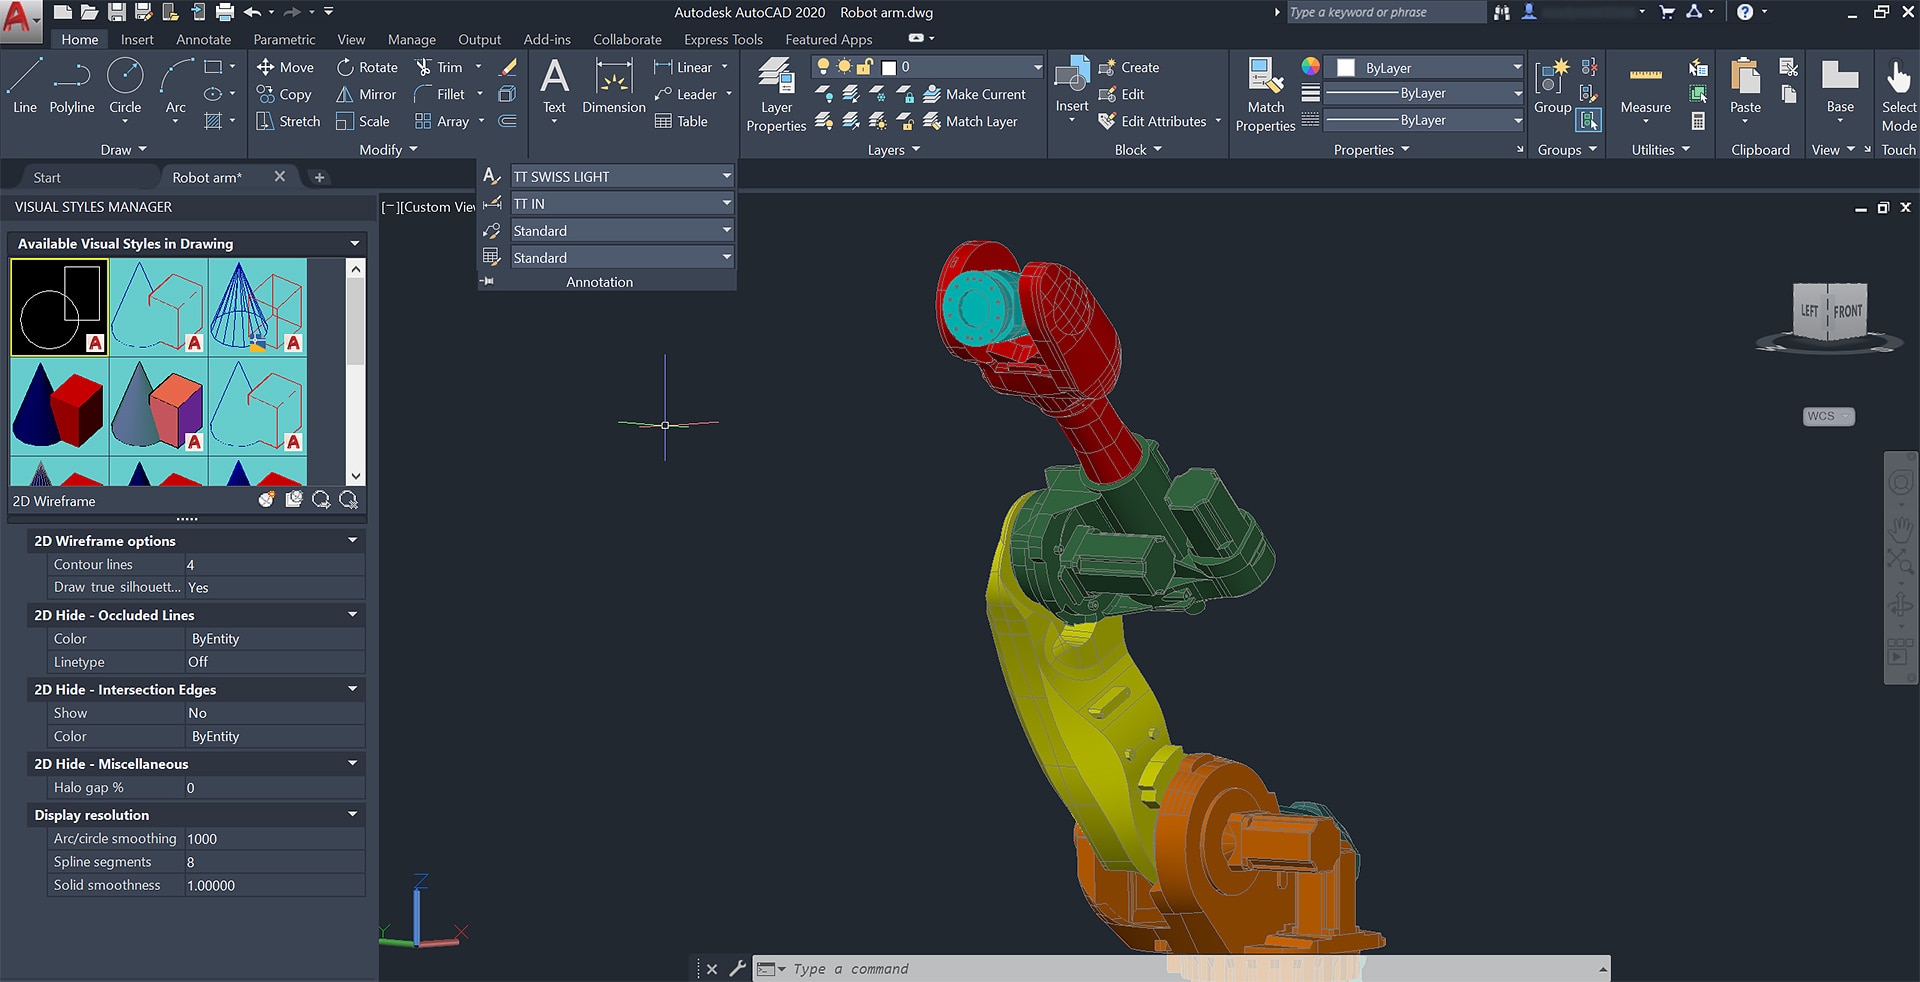 Autodesk AutoCAD 2020 Robot arm.dwg
Type a keyword or phrase
Home Insert Annotate Parametric View Manage Output Add-ins Collaborate Express Tools Featured Apps
Line Polyline Circle Arc
Draw
Move Rotate Trim
Copy Mirror Fillet
Stretch Scale Array
Modify
Text Dimension
Linear
Leader
Table
Layer Properties
0
Make Current
Match Layer
Layers
Insert
Create
Edit
Edit Attributes
Block
Match Properties
ByLayer
ByLayer
ByLayer
Properties
Group
Groups
Measure
Utilities
Paste
Clipboard
Base
View
Select Mode
Touch
Start
Robot arm*
TT SWISS LIGHT
TT IN
Standard
Standard
Annotation
VISUAL STYLES MANAGER
[−][Custom View
Available Visual Styles in Drawing
2D Wireframe
2D Wireframe options
Contour lines 4
Draw true silhouett... Yes
2D Hide - Occluded Lines
Color ByEntity
Linetype Off
2D Hide - Intersection Edges
Show No
Color ByEntity
2D Hide - Miscellaneous
Halo gap % 0
Display resolution
Arc/circle smoothing 1000
Spline segments 8
Solid smoothness 1.00000
LEFT FRONT
WCS
Z
Y
X
Type a command